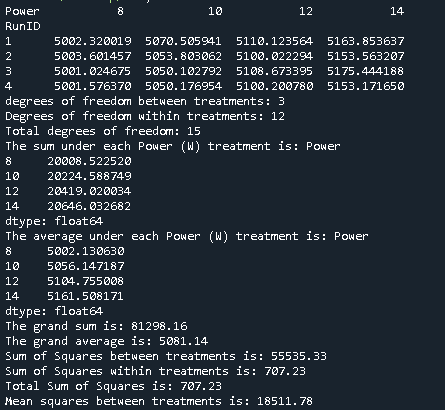 Power 8 10 12 14
RunID
1 5002.320019 5070.505941 5110.123564 5163.853637
2 5003.601457 5053.803062 5100.022294 5153.563207
3 5001.024675 5050.102792 5108.673395 5175.444188
4 5001.576370 5050.176954 5100.200780 5153.171650
degrees of freedom between treatments: 3
Degrees of freedom within treatments: 12
Total degrees of freedom: 15
The sum under each Power (W) treatment is: Power
8 20008.522520
10 20224.588749
12 20419.020034
14 20646.032682
dtype: float64
The average under each Power (W) treatment is: Power
8 5002.130630
10 5056.147187
12 5104.755008
14 5161.508171
dtype: float64
The grand sum is: 81298.16
The grand average is: 5081.14
Sum of Squares between treatments is: 55535.33
Sum of Squares within treatments is: 707.23
Total Sum of Squares is: 707.23
Mean squares between treatments is: 18511.78